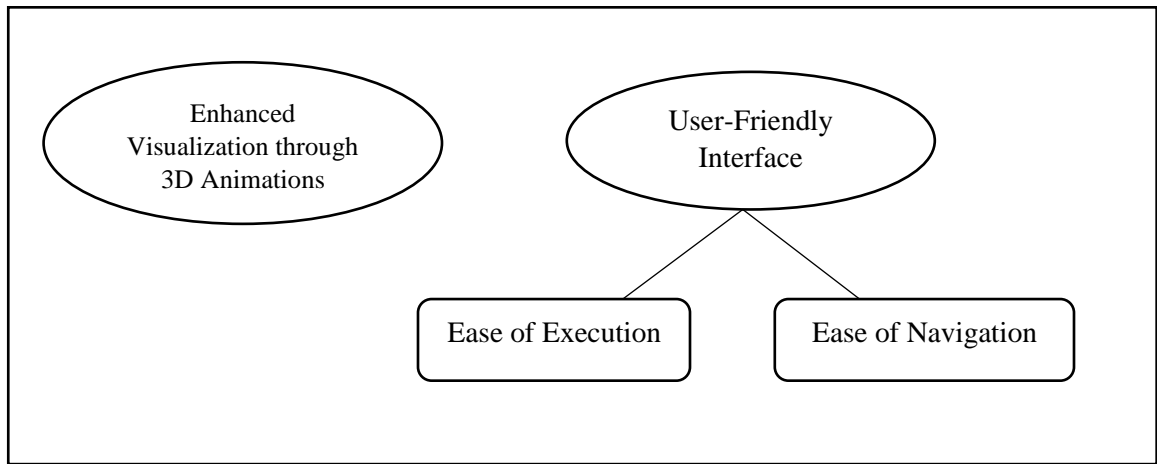 Enhanced
Visualization through
3D Animations
User-Friendly
Interface
Ease of Execution
Ease of Navigation